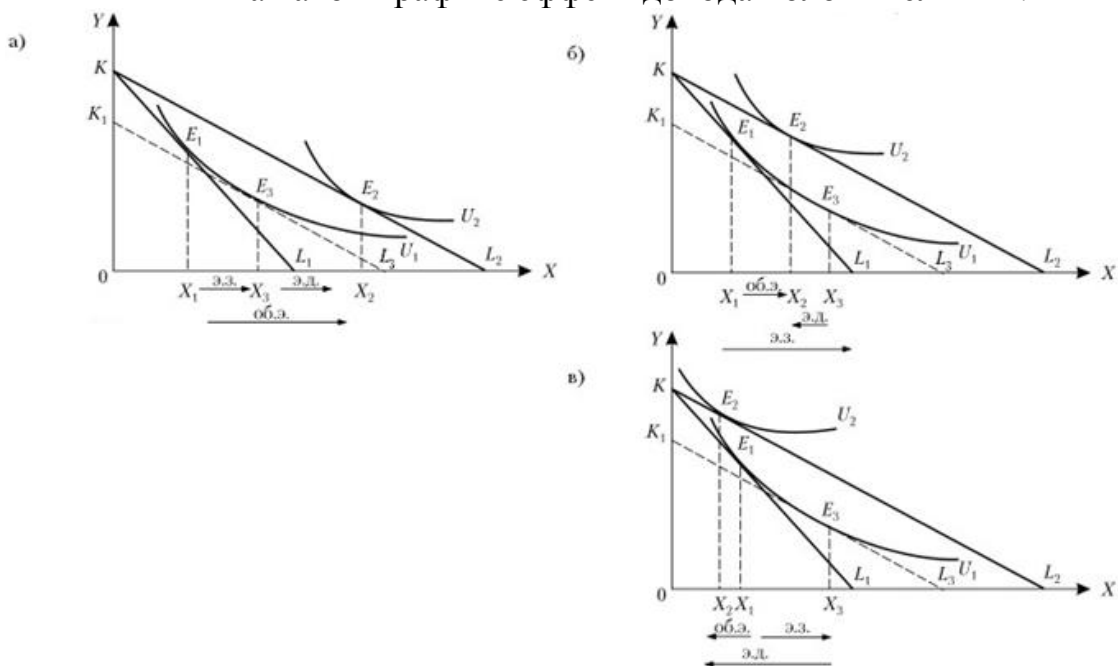 а)
Y
K
K₁
E₁
E₃
E₂
U₂
U₁
0
L₁
L₃
L₂
X
X₁ э.з. X₃ э.д. X₂
об.э.
б)
Y
K
K₁
E₁
E₂
U₂
E₃
0
L₁
L₃
U₁
L₂
X
X₁ об.э. X₂ X₃
э.д.
э.з.
в)
Y
K
K₁
E₂
U₂
E₁
E₃
0
L₁
L₃
U₁
L₂
X
X₂ X₁ X₃
об.э. э.з.
э.д.